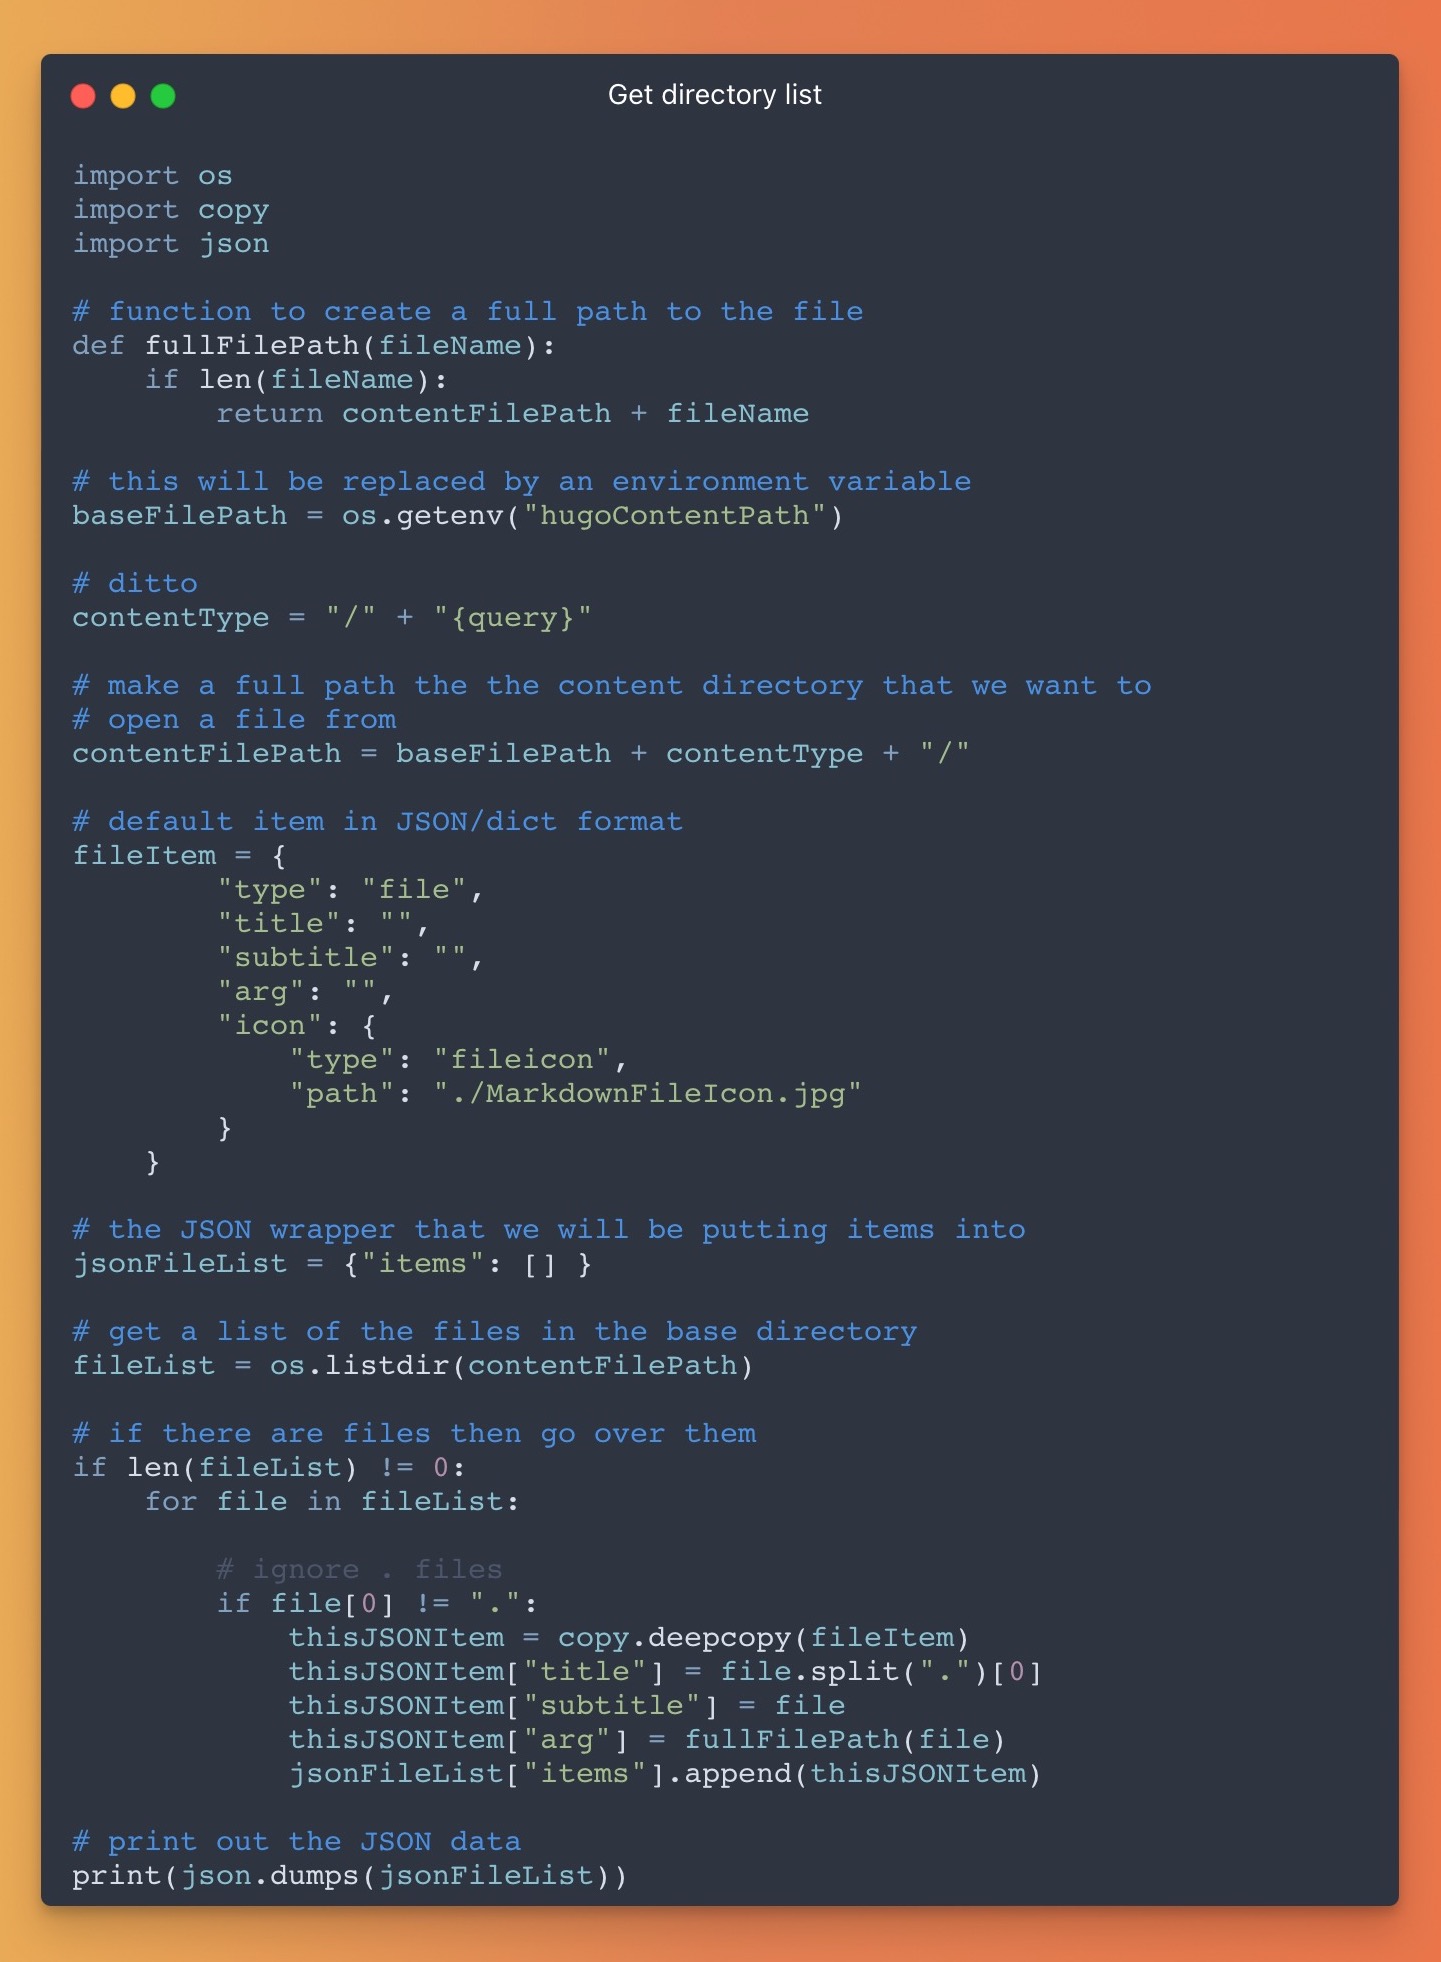 Get directory list
import os
import copy
import json
# function to create a full path to the file
def fullFilePath(fileName):
    if len(fileName):
        return contentFilePath + fileName
# this will be replaced by an environment variable
baseFilePath = os.getenv("hugoContentPath")
# ditto
contentType = "/" + "{query}"
# make a full path the the content directory that we want to
# open a file from
contentFilePath = baseFilePath + contentType + "/"
# default item in JSON/dict format
fileItem = {
        "type": "file",
        "title": "",
        "subtitle": "",
        "arg": "",
        "icon": {
            "type": "fileicon",
            "path": "./MarkdownFileIcon.jpg"
        }
    }
# the JSON wrapper that we will be putting items into
jsonFileList = {"items": [] }
# get a list of the files in the base directory
fileList = os.listdir(contentFilePath)
# if there are files then go over them
if len(fileList) != 0:
    for file in fileList:
        # ignore . files
        if file[0] != ".":
            thisJSONItem = copy.deepcopy(fileItem)
            thisJSONItem["title"] = file.split(".")[0]
            thisJSONItem["subtitle"] = file
            thisJSONItem["arg"] = fullFilePath(file)
            jsonFileList["items"].append(thisJSONItem)
# print out the JSON data
print(json.dumps(jsonFileList))